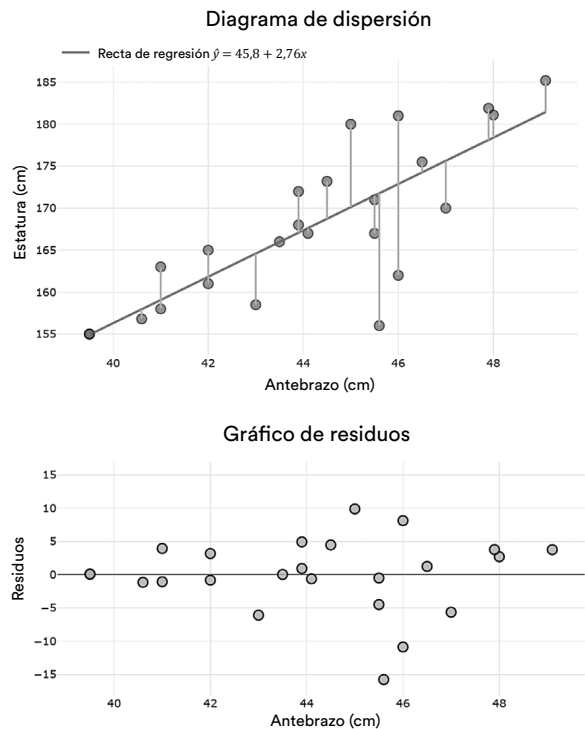 Diagrama de dispersión
Recta de regresión ŷ = 45,8 + 2,76x
185
180
175
170
165
160
155
Estatura (cm)
40 42 44 46 48
Antebrazo (cm)
Gráfico de residuos
15
10
5
0
−5
−10
−15
Residuos
40 42 44 46 48
Antebrazo (cm)